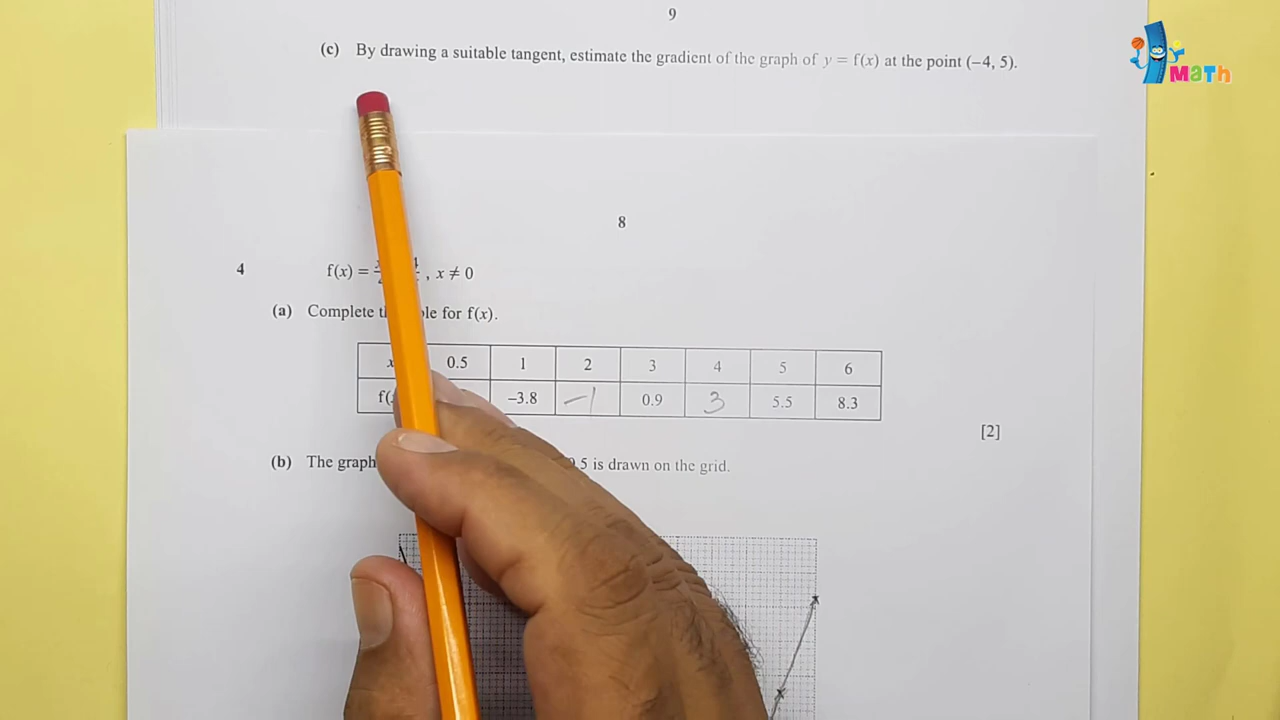 9
(c) By drawing a suitable tangent, estimate the gradient of the graph of y = f(x) at the point (–4, 5).
MATH
8
4 f(x) = , x ≠ 0
(a) Complete for f(x).
x 0.5 1 2 3 4 5 6
–3.8 –1 0.9 3 5.5 8.3
[2]
(b) The graph is drawn on the grid.